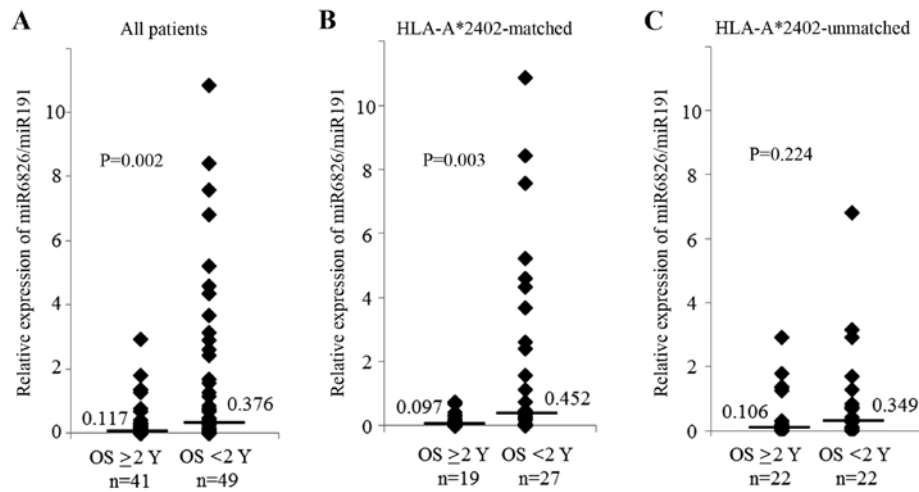 A
All patients
Relative expression of miR6826/miR191
10
8
6
4
2
0
P=0.002
0.117
0.376
OS ≥2 Y
n=41
OS <2 Y
n=49
B
HLA-A*2402-matched
Relative expression of miR6826/miR191
10
8
6
4
2
0
P=0.003
0.097
0.452
OS ≥2 Y
n=19
OS <2 Y
n=27
C
HLA-A*2402-unmatched
Relative expression of miR6826/miR191
10
8
6
4
2
0
P=0.224
0.106
0.349
OS ≥2 Y
n=22
OS <2 Y
n=22